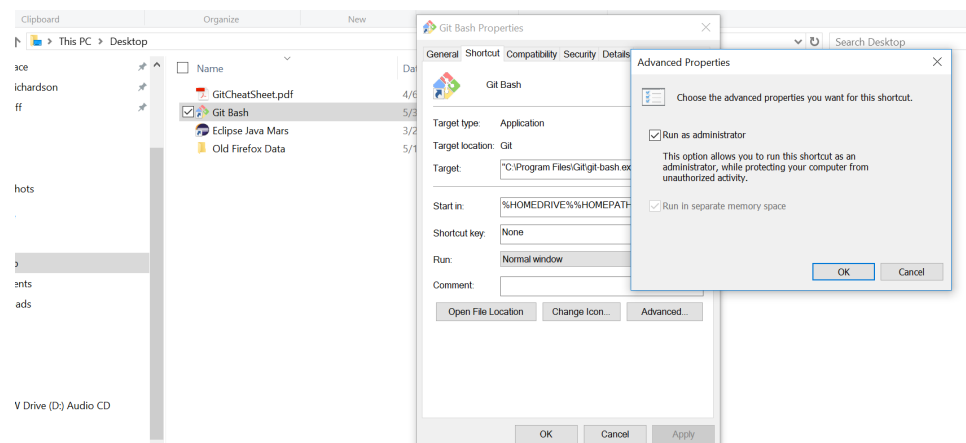 Clipboard
Organize
New
This PC > Desktop
Search Desktop
ace
ichardson
ff
hots
ents
ads
V Drive (D:) Audio CD
Name
Dat
GitCheatSheet.pdf
4/6
Git Bash
5/3
Eclipse Java Mars
3/2
Old Firefox Data
5/1
Git Bash Properties
General Shortcut Compatibility Security Details
Git Bash
Target type: Application
Target location: Git
Target: "C:\Program Files\Git\git-bash.ex
Start in: %HOMEDRIVE%%HOMEPATH
Shortcut key: None
Run: Normal window
Comment:
Open File Location Change Icon... Advanced...
OK Cancel Apply
Advanced Properties
Choose the advanced properties you want for this shortcut.
Run as administrator
This option allows you to run this shortcut as an
administrator, while protecting your computer from
unauthorized activity.
Run in separate memory space
OK Cancel